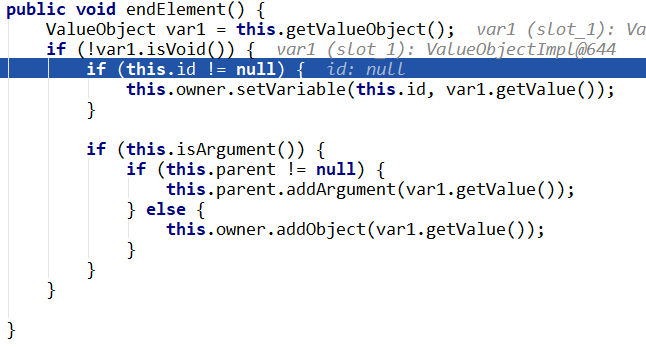 public void endElement() {
    ValueObject var1 = this.getValueObject();  var1 (slot_1): Va
    if (!var1.isVoid()) {  var1 (slot_1): ValueObjectImpl@644
        if (this.id != null) {  id: null
            this.owner.setVariable(this.id, var1.getValue());
        }
        if (this.isArgument()) {
            if (this.parent != null) {
                this.parent.addArgument(var1.getValue());
            } else {
                this.owner.addObject(var1.getValue());
            }
        }
    }
}